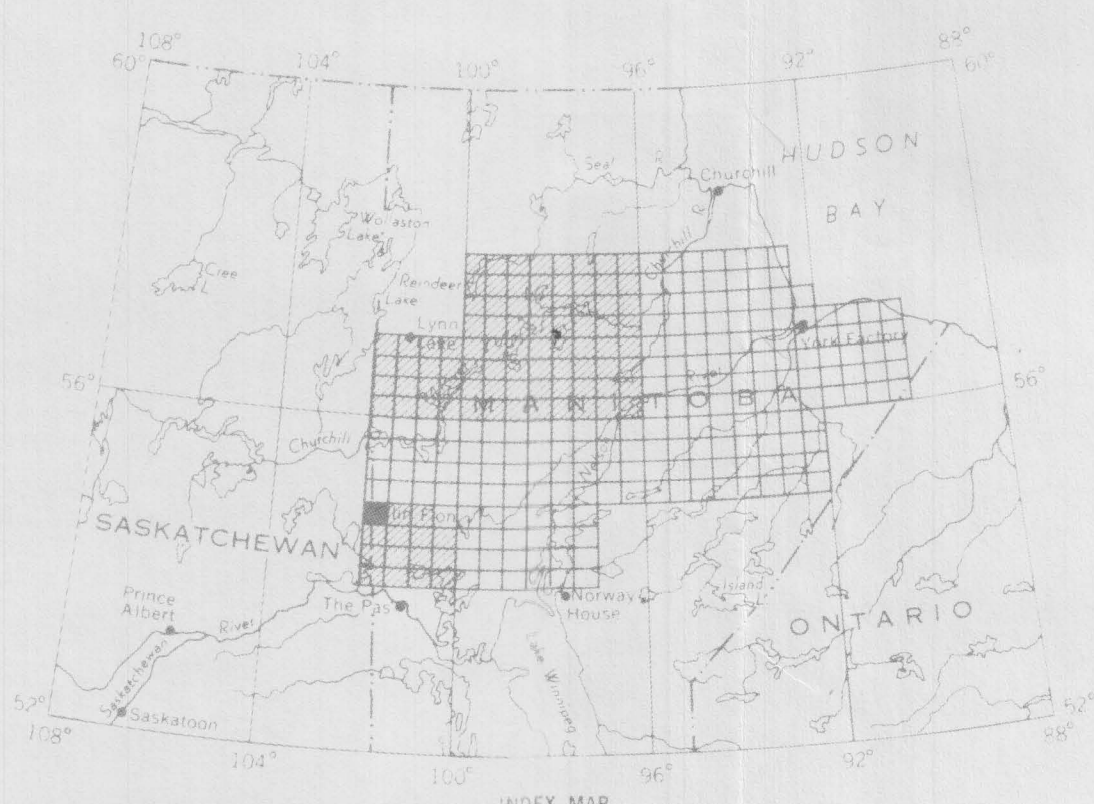 108° 104° 100° 96° 92° 88°
60° 60°
HUDSON
BAY
Seal R
Churchill
Churchill R
Wollaston
Lake
Cree
L
Reindeer
Lake
Lynn
Lake
York Factory
56° 56°
MANITOBA
Churchill
Nelson
Flin Flon
SASKATCHEWAN
Prince
Albert
The Pas
River
Norway
House
Island
L
ONTARIO
Saskatchewan
Lake Winnipeg
Saskatoon
52° 52°
108° 104° 100° 96° 92° 88°
INDEX MAP